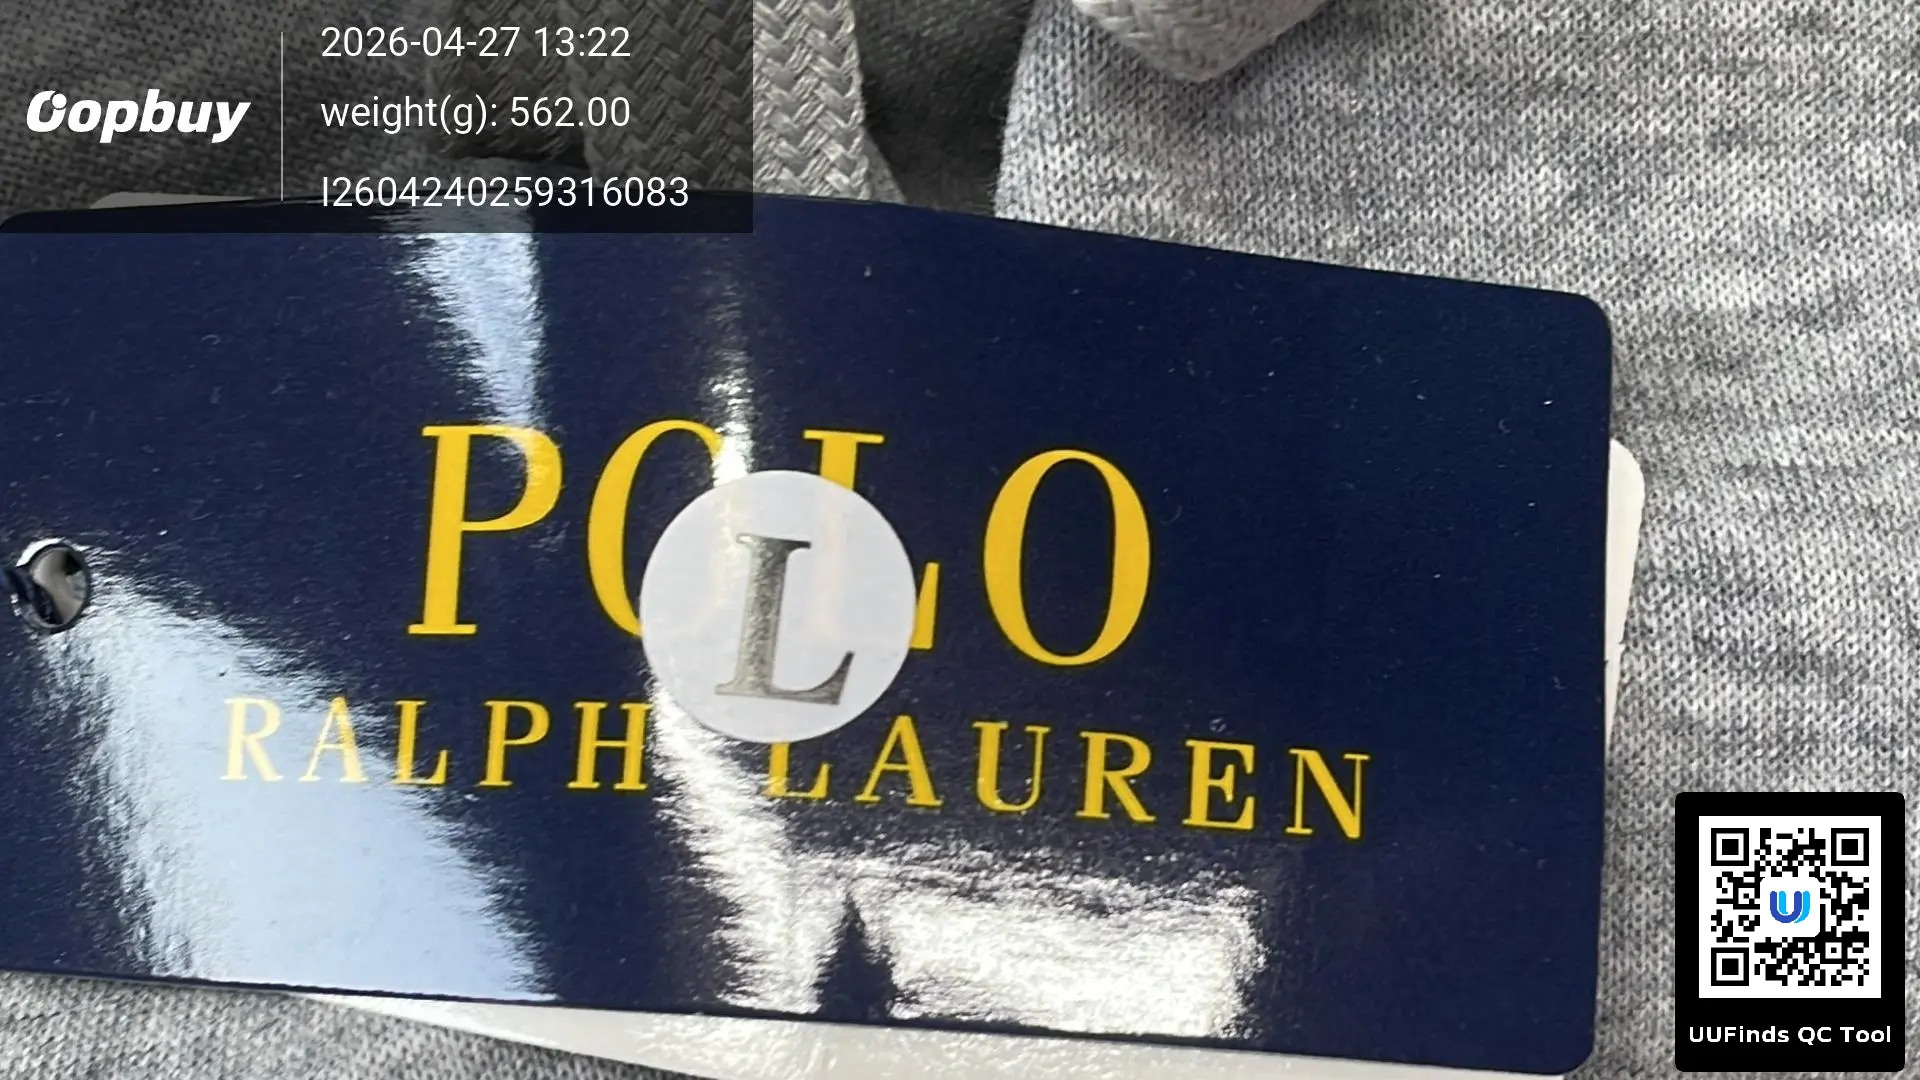 Oopbuy
2026-04-27 13:22
weight(g): 562.00
I2604240259316083
POLO
L
RALPH LAUREN
U
UUFinds QC Tool